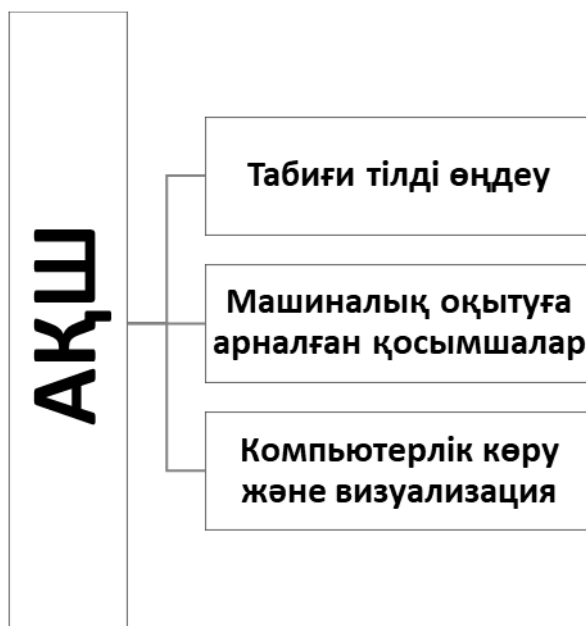 АҚШ
Табиғи тілді өңдеу
Машиналық оқытуға
арналған қосымшалар
Компьютерлік көру
және визуализация